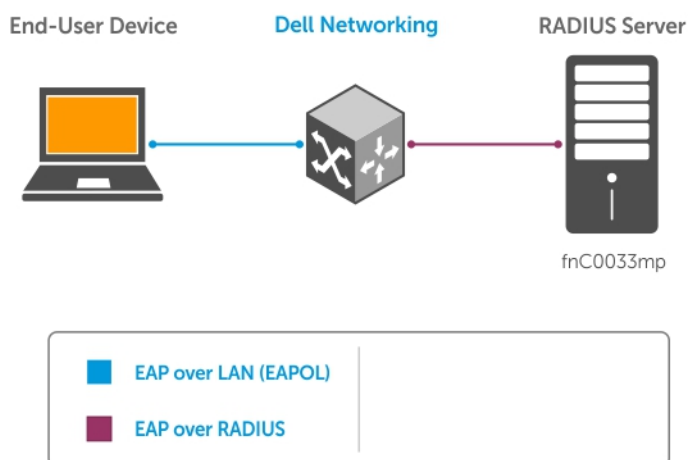 End-User Device
Dell Networking
RADIUS Server
fnC0033mp
EAP over LAN (EAPOL)
EAP over RADIUS